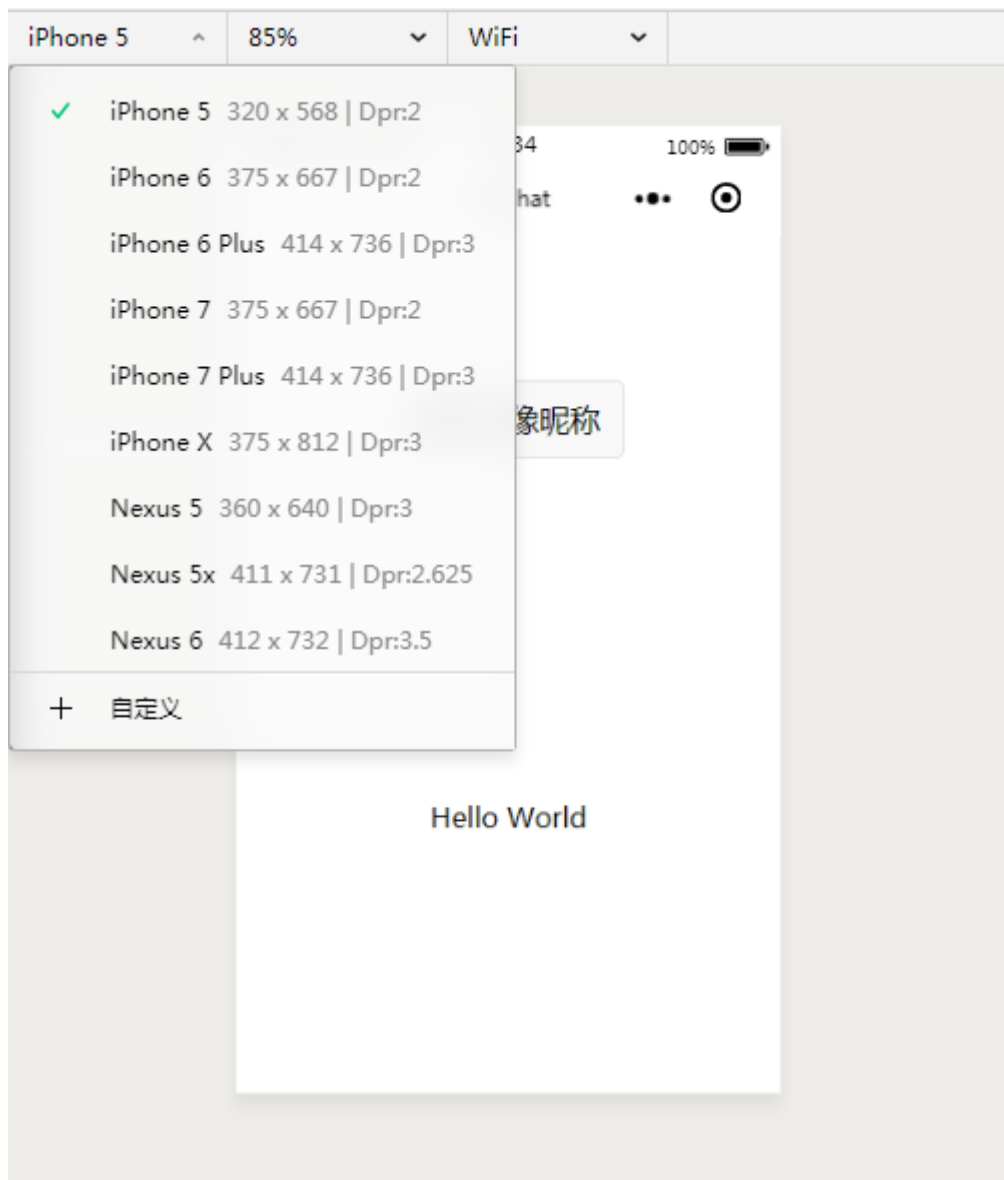 iPhone 5 85% WiFi
iPhone 5 320 x 568 | Dpr:2
iPhone 6 375 x 667 | Dpr:2
iPhone 6 Plus 414 x 736 | Dpr:3
iPhone 7 375 x 667 | Dpr:2
iPhone 7 Plus 414 x 736 | Dpr:3
iPhone X 375 x 812 | Dpr:3
Nexus 5 360 x 640 | Dpr:3
Nexus 5x 411 x 731 | Dpr:2.625
Nexus 6 412 x 732 | Dpr:3.5
自定义
34 100%
hat
像昵称
Hello World